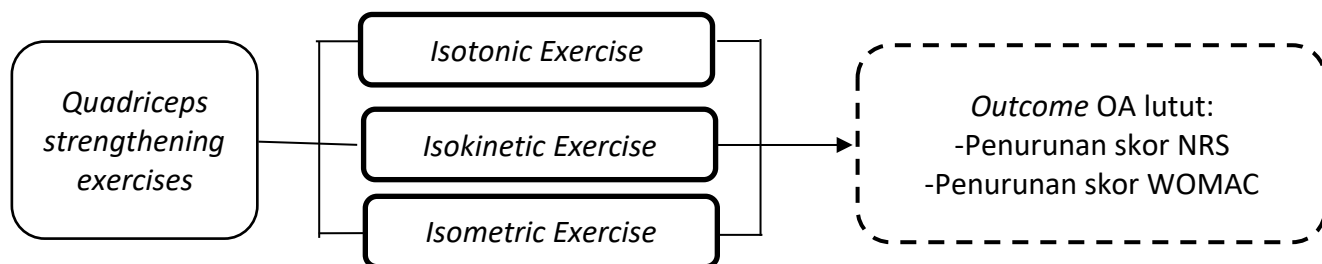 Quadriceps
strengthening
exercises
Isotonic Exercise
Isokinetic Exercise
Isometric Exercise
Outcome OA lutut:
-Penurunan skor NRS
-Penurunan skor WOMAC